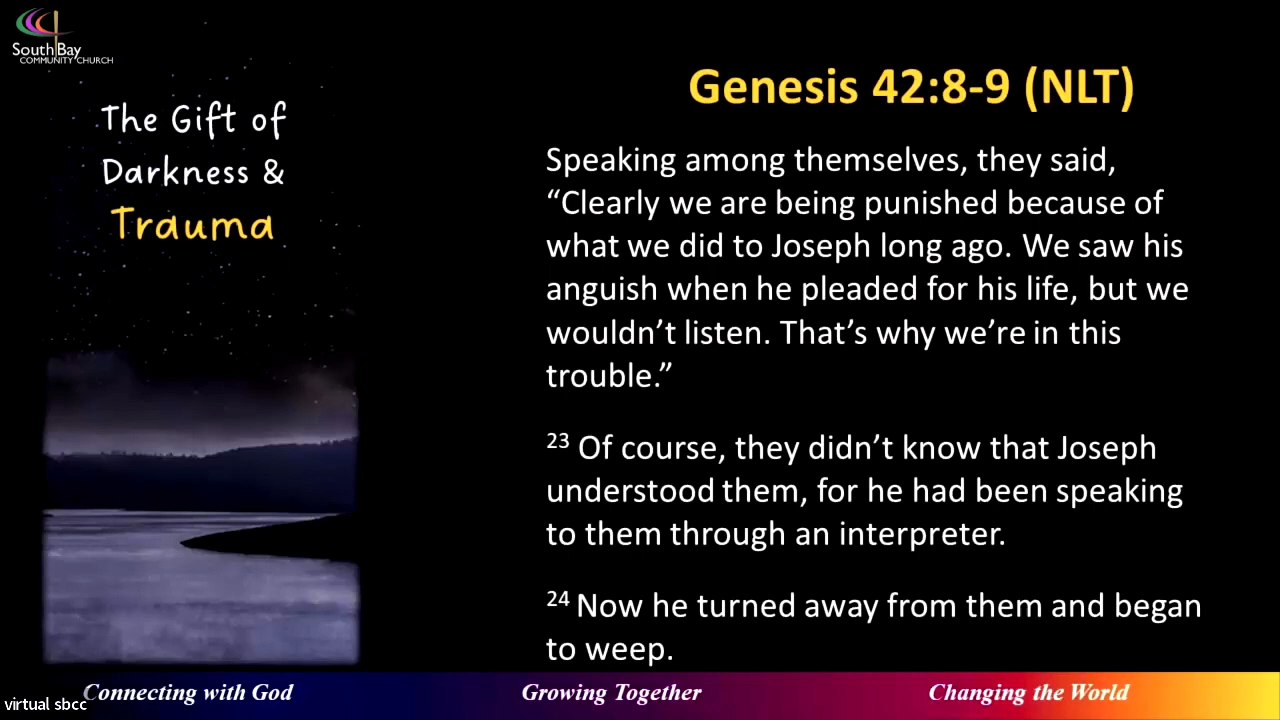 South Bay
COMMUNITY CHURCH
The Gift of
Darkness &
Trauma
Genesis 42:8-9 (NLT)
Speaking among themselves, they said,
“Clearly we are being punished because of
what we did to Joseph long ago. We saw his
anguish when he pleaded for his life, but we
wouldn’t listen. That’s why we’re in this
trouble.”
23 Of course, they didn’t know that Joseph
understood them, for he had been speaking
to them through an interpreter.
24 Now he turned away from them and began
to weep.
Connecting with God
Growing Together
Changing the World
virtual sbcc